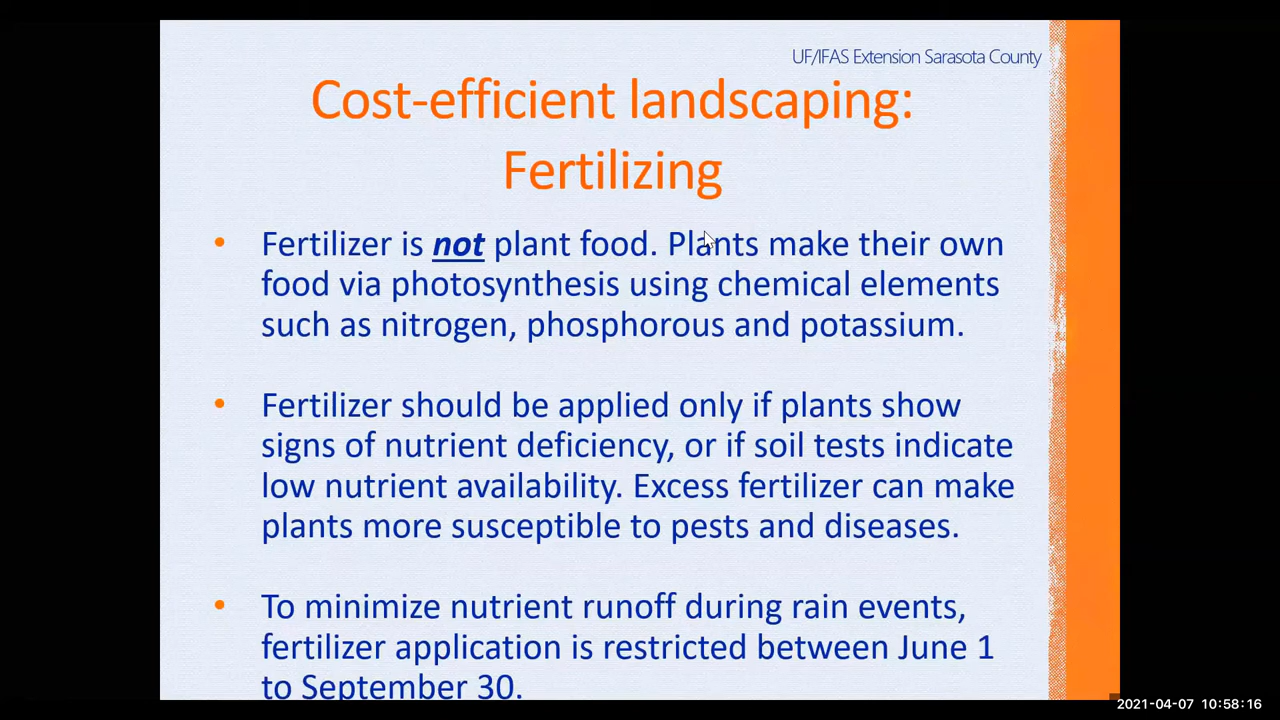 UF/IFAS Extension Sarasota County
Cost-efficient landscaping:
Fertilizing
• Fertilizer is not plant food. Plants make their own
food via photosynthesis using chemical elements
such as nitrogen, phosphorous and potassium.
• Fertilizer should be applied only if plants show
signs of nutrient deficiency, or if soil tests indicate
low nutrient availability. Excess fertilizer can make
plants more susceptible to pests and diseases.
• To minimize nutrient runoff during rain events,
fertilizer application is restricted between June 1
to September 30.
2021-04-07 10:58:16